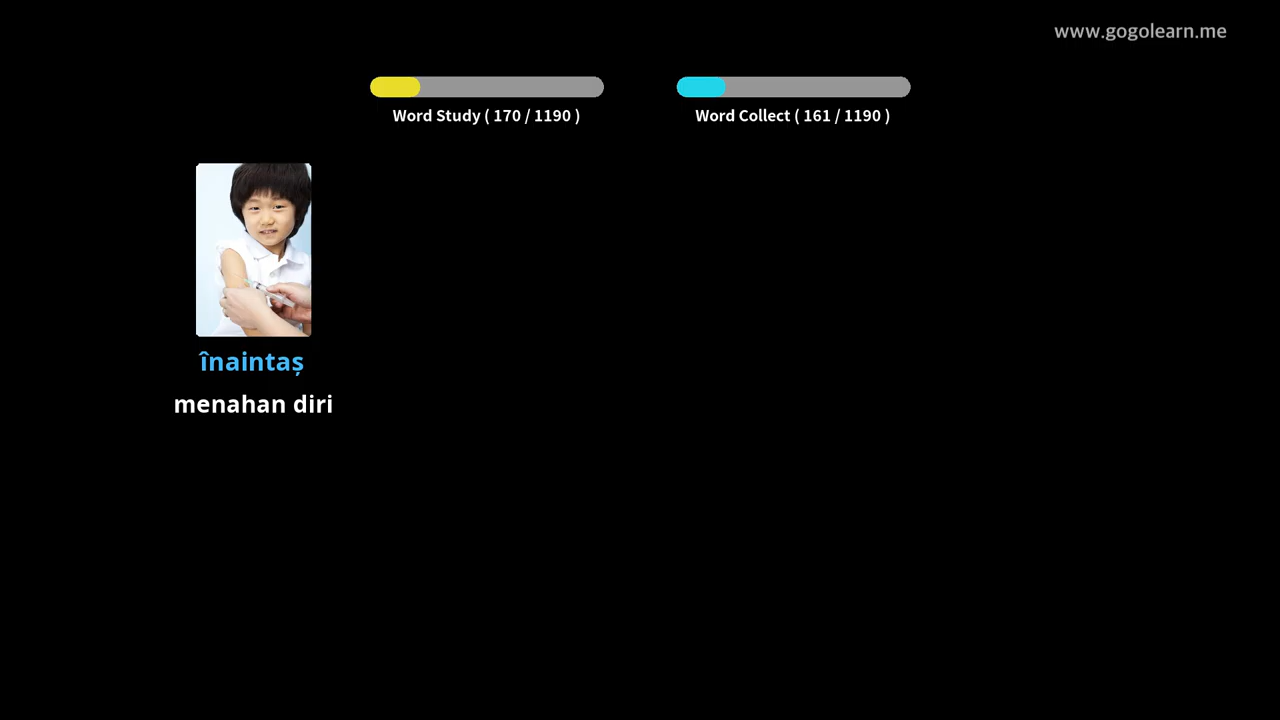 www.gogolearn.me
Word Study ( 170 / 1190 )
Word Collect ( 161 / 1190 )
înaintaș
menahan diri